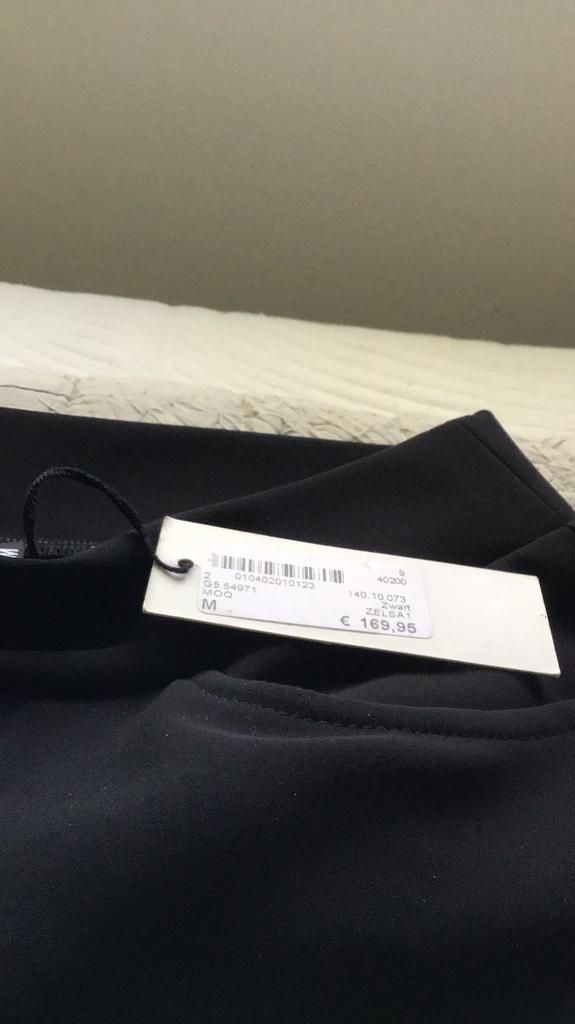 9
2 010402010123 40200
G5.54971 140.10.073
MOQ Zwart
M ZELSA1
€ 169,95